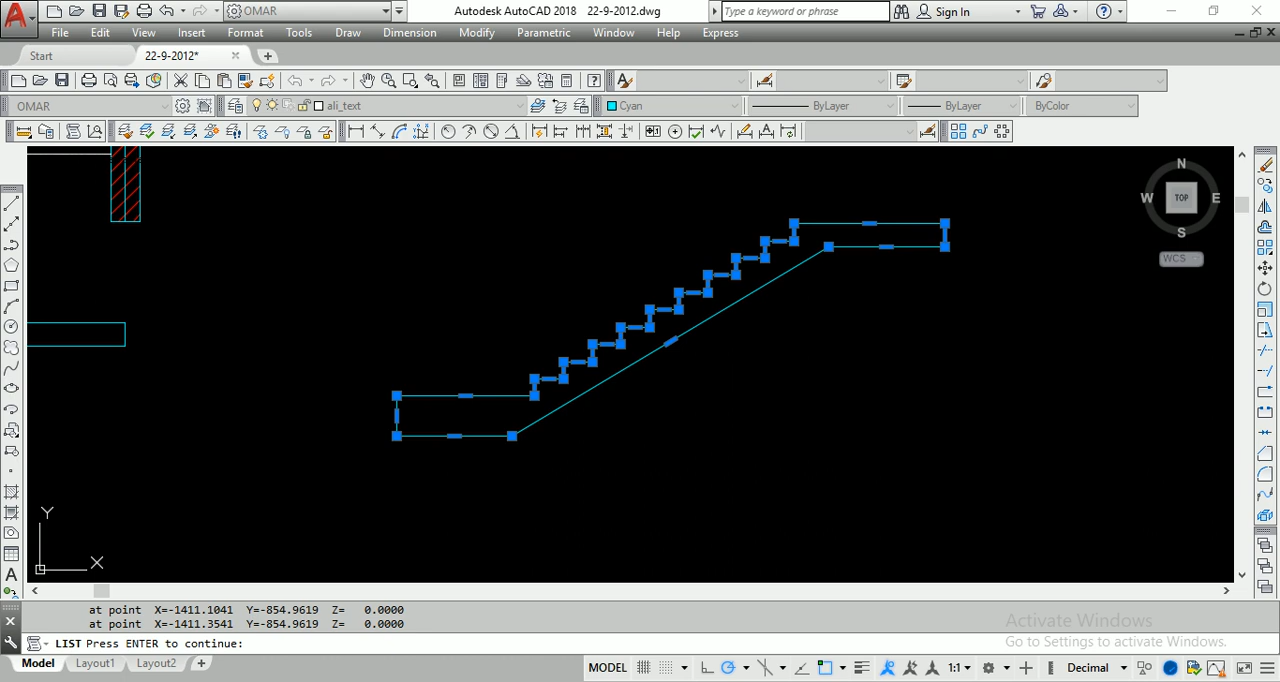 OMAR
Autodesk AutoCAD 2018 22-9-2012.dwg
Type a keyword or phrase
Sign In
File Edit View Insert Format Tools Draw Dimension Modify Parametric Window Help Express
Start
22-9-2012*
OMAR
ali_text
Cyan
ByLayer
ByLayer
ByColor
N
W TOP E
S
WCS
Y
X
at point X=-1411.1041 Y=-854.9619 Z= 0.0000
at point X=-1411.3541 Y=-854.9619 Z= 0.0000
LIST Press ENTER to continue:
Activate Windows
Go to Settings to activate Windows.
Model Layout1 Layout2 +
MODEL
1:1
Decimal